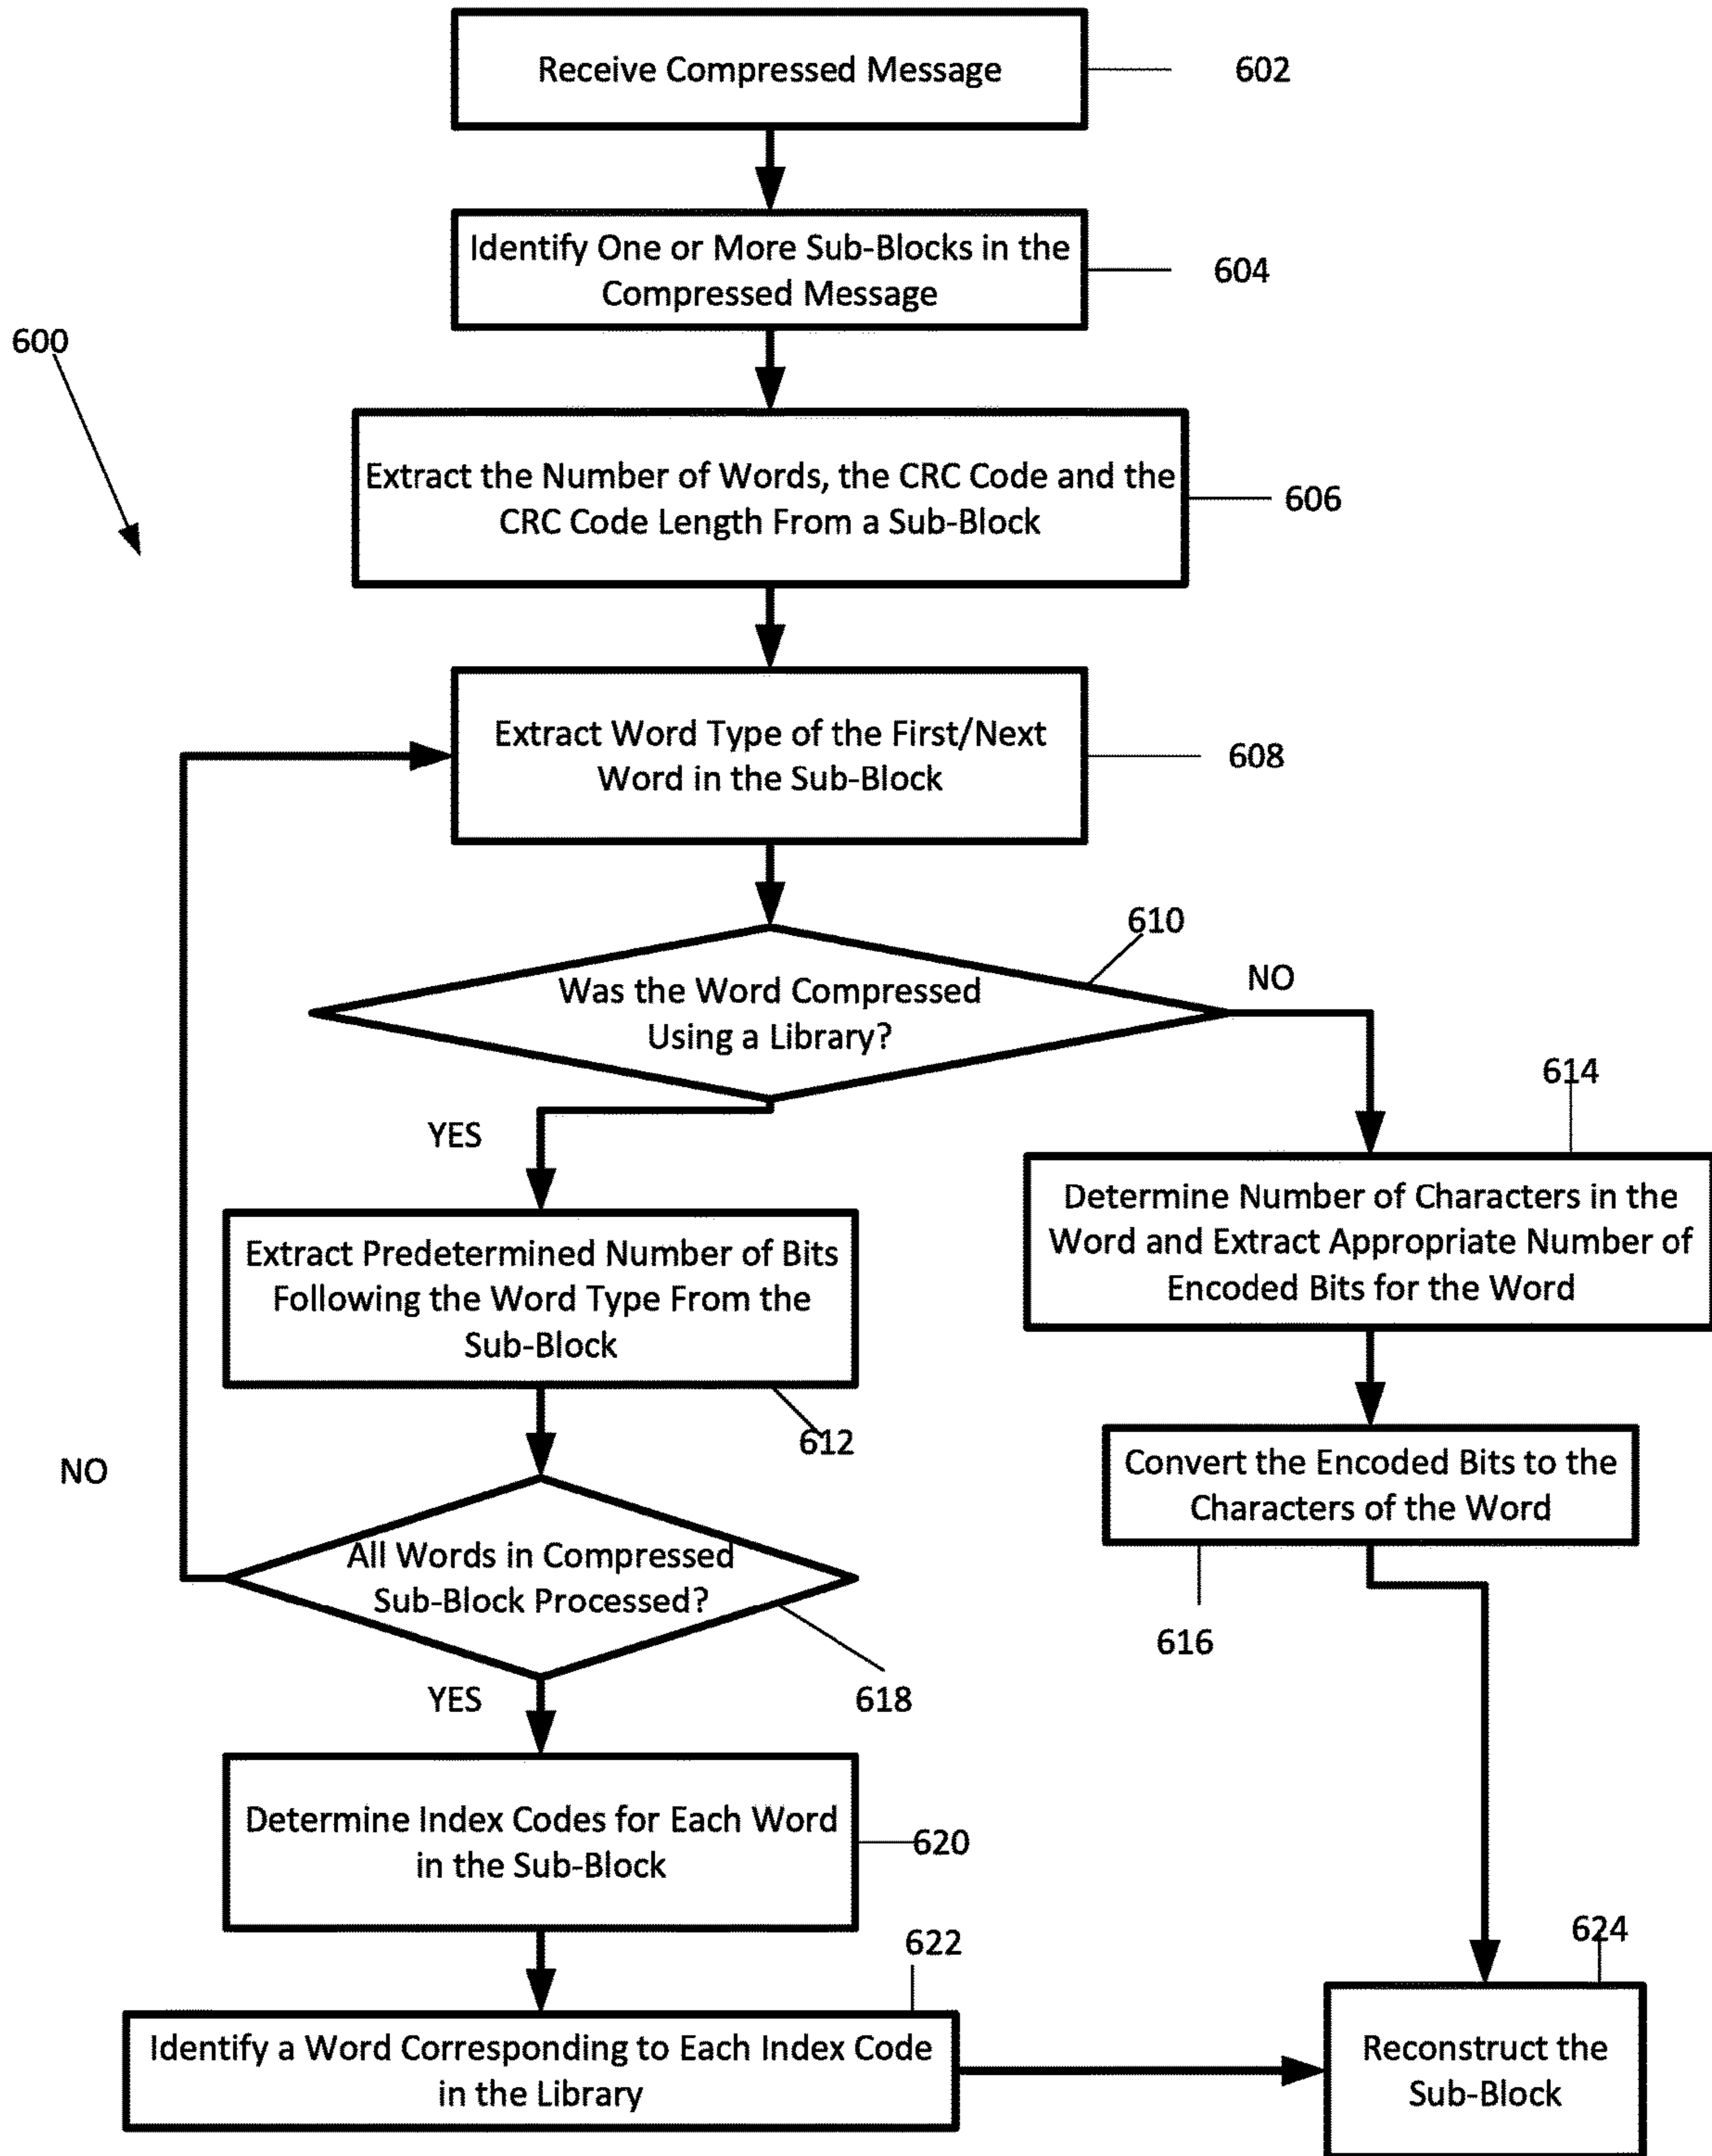 Receive Compressed Message
602
Identify One or More Sub-Blocks in the
Compressed Message
604
600
Extract the Number of Words, the CRC Code and the
CRC Code Length From a Sub-Block
606
Extract Word Type of the First/Next
Word in the Sub-Block
608
610
Was the Word Compressed
Using a Library?
NO
YES
614
Determine Number of Characters in the
Word and Extract Appropriate Number of
Encoded Bits for the Word
Extract Predetermined Number of Bits
Following the Word Type From the
Sub-Block
612
Convert the Encoded Bits to the
Characters of the Word
616
NO
All Words in Compressed
Sub-Block Processed?
618
YES
Determine Index Codes for Each Word
in the Sub-Block
620
622
Identify a Word Corresponding to Each Index Code
in the Library
624
Reconstruct the
Sub-Block